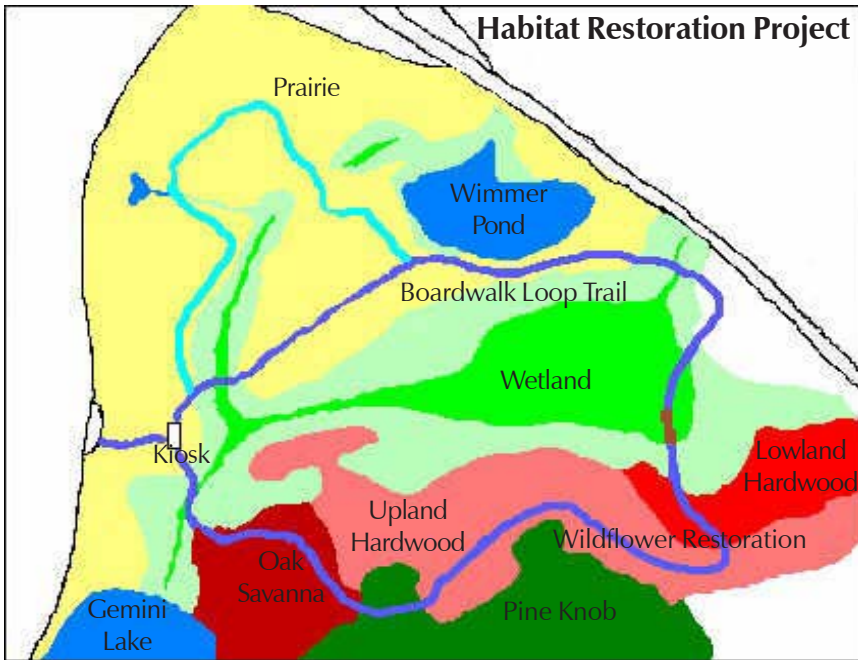 Habitat Restoration Project
Prairie
Wimmer
Pond
Boardwalk Loop Trail
Wetland
Kiosk
Lowland
Hardwood
Upland
Hardwood
Wildflower Restoration
Oak
Savanna
Gemini
Lake
Pine Knob